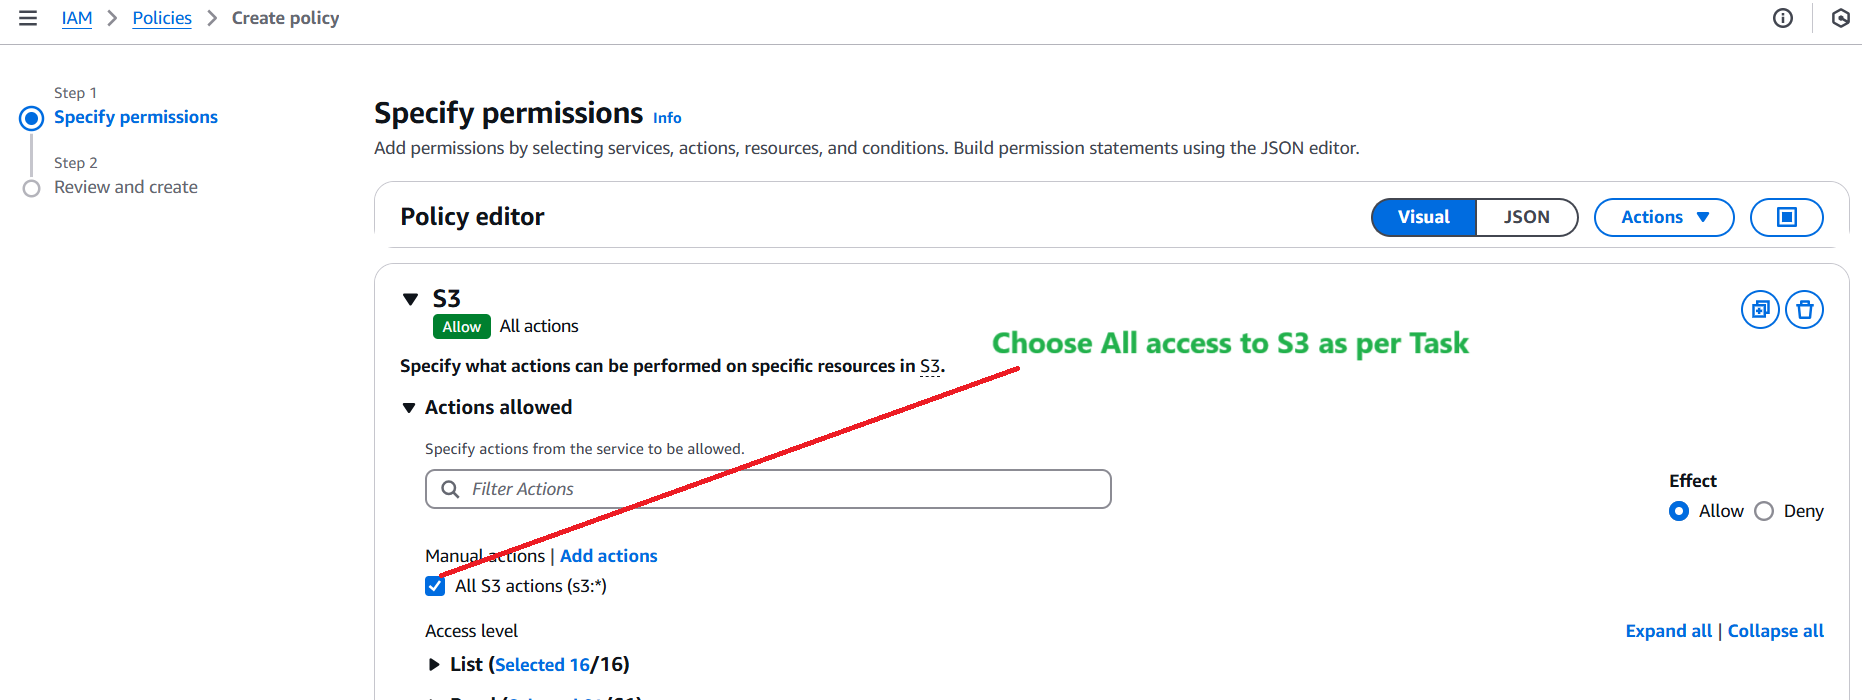 IAM > Policies > Create policy
Step 1
Specify permissions
Step 2
Review and create
Specify permissions Info
Add permissions by selecting services, actions, resources, and conditions. Build permission statements using the JSON editor.
Policy editor
Visual JSON Actions
S3
Allow All actions
Choose All access to S3 as per Task
Specify what actions can be performed on specific resources in S3.
Actions allowed
Specify actions from the service to be allowed.
Filter Actions
Effect
Allow Deny
Manual actions | Add actions
All S3 actions (s3:*)
Access level
Expand all | Collapse all
List (Selected 16/16)